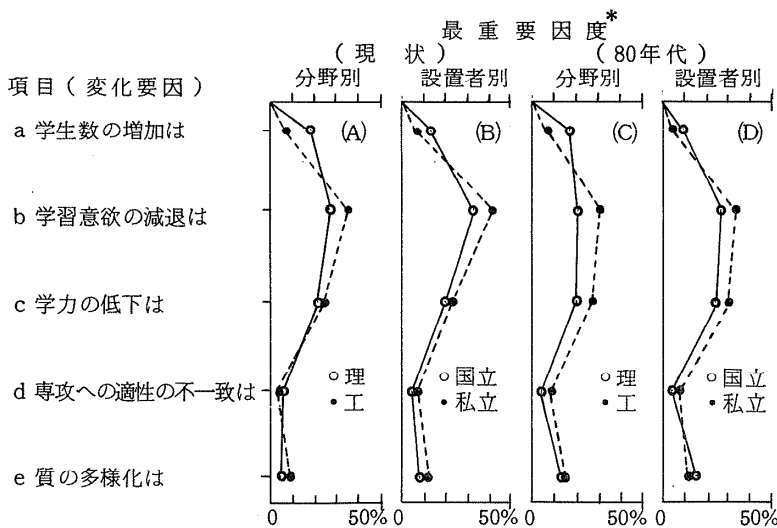 最重要因度*
(現状)
(80年代)
項目(変化要因)
分野別
設置者別
分野別
設置者別
(A)
(B)
(C)
(D)
a 学生数の増加は
b 学習意欲の減退は
c 学力の低下は
d 専攻への適性の不一致は
e 質の多様化は
○理
●工
○国立
●私立
○理
●工
○国立
●私立
0 50%
0 50%
0 50%
0 50%